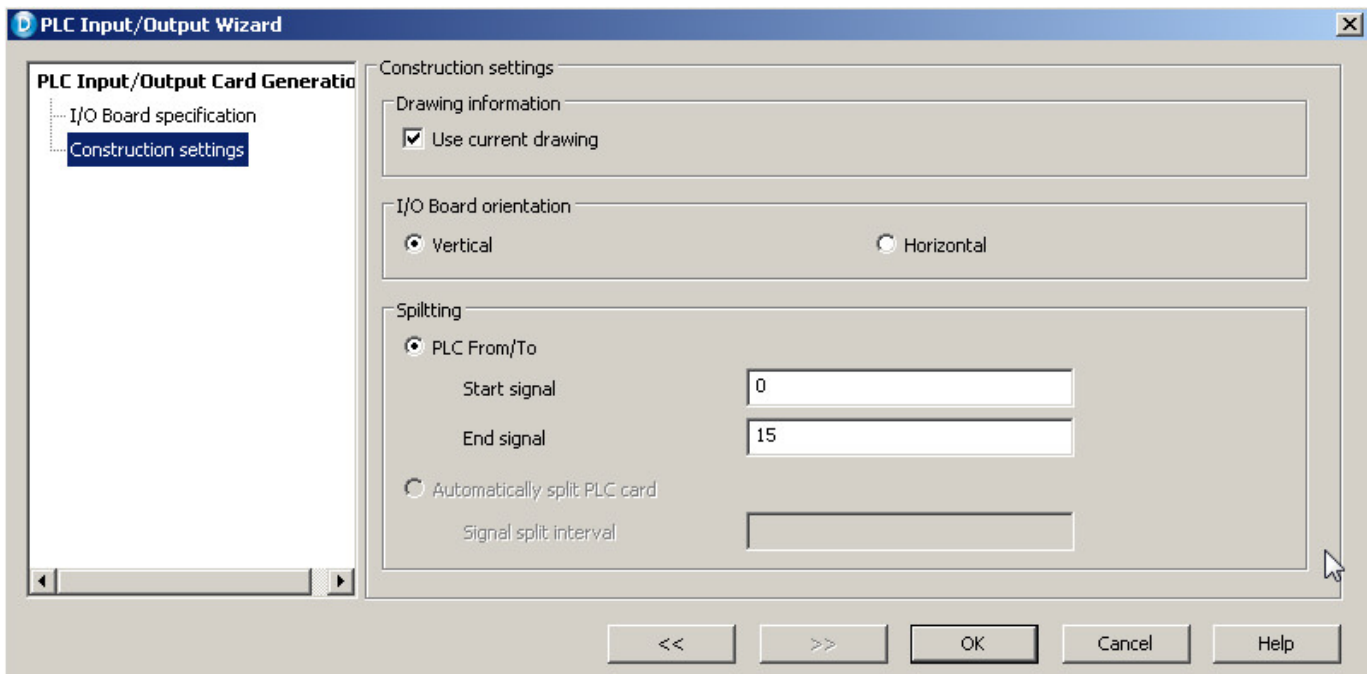 PLC Input/Output Wizard
PLC Input/Output Card Generatio
I/O Board specification
Construction settings
Construction settings
Drawing information
Use current drawing
I/O Board orientation
Vertical
Horizontal
Spiltting
PLC From/To
Start signal
0
End signal
15
Automatically split PLC card
Signal split interval
<<
>>
OK
Cancel
Help